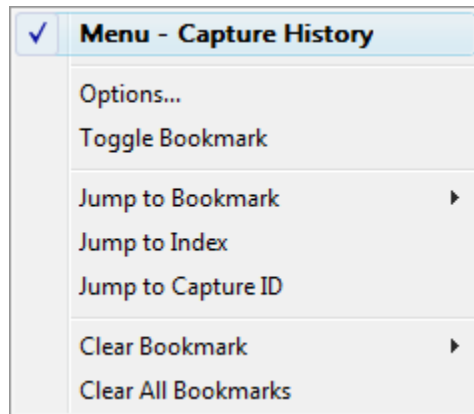 Menu - Capture History
Options...
Toggle Bookmark
Jump to Bookmark
Jump to Index
Jump to Capture ID
Clear Bookmark
Clear All Bookmarks